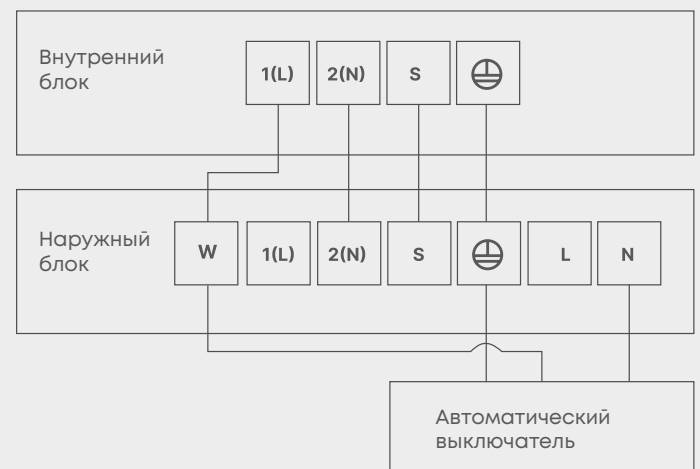 Внутренний
блок
1(L) 2(N) S
Наружный
блок
W 1(L) 2(N) S L N
Автоматический
выключатель